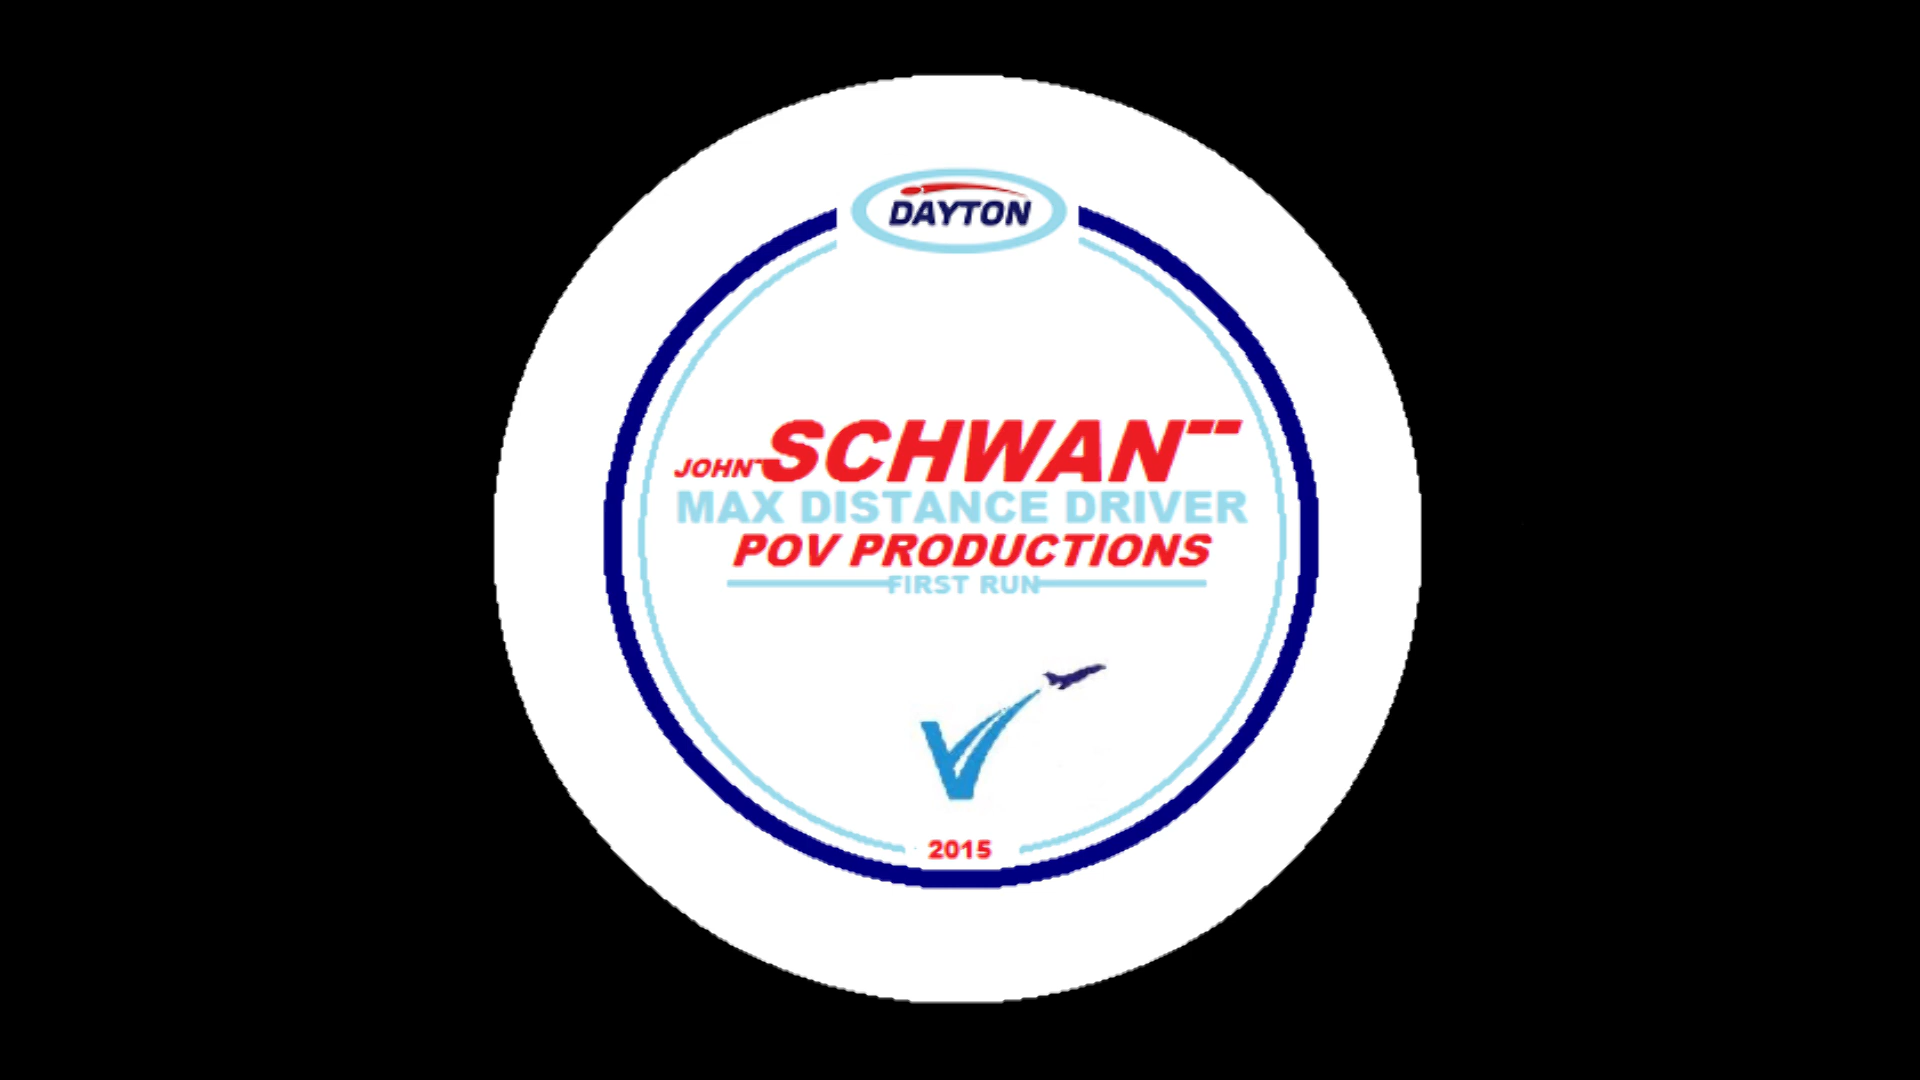 DAYTON
JOHN SCHWAN
MAX DISTANCE DRIVER
POV PRODUCTIONS
FIRST RUN
2015